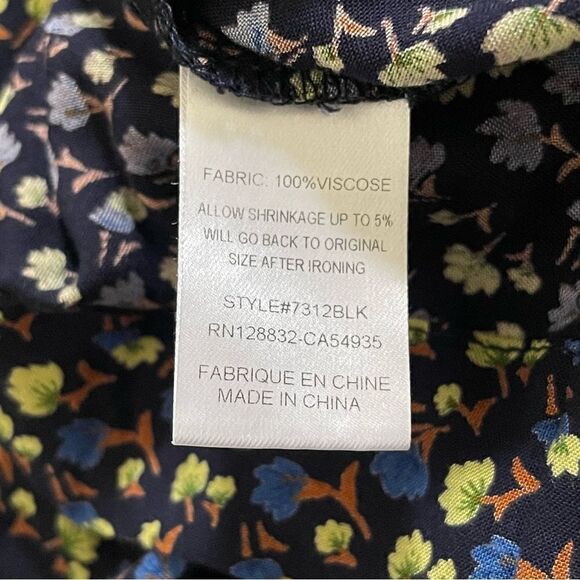 FABRIC: 100%VISCOSE
ALLOW SHRINKAGE UP TO 5%
WILL GO BACK TO ORIGINAL
SIZE AFTER IRONING
STYLE#7312BLK
RN128832-CA54935
FABRIQUE EN CHINE
MADE IN CHINA